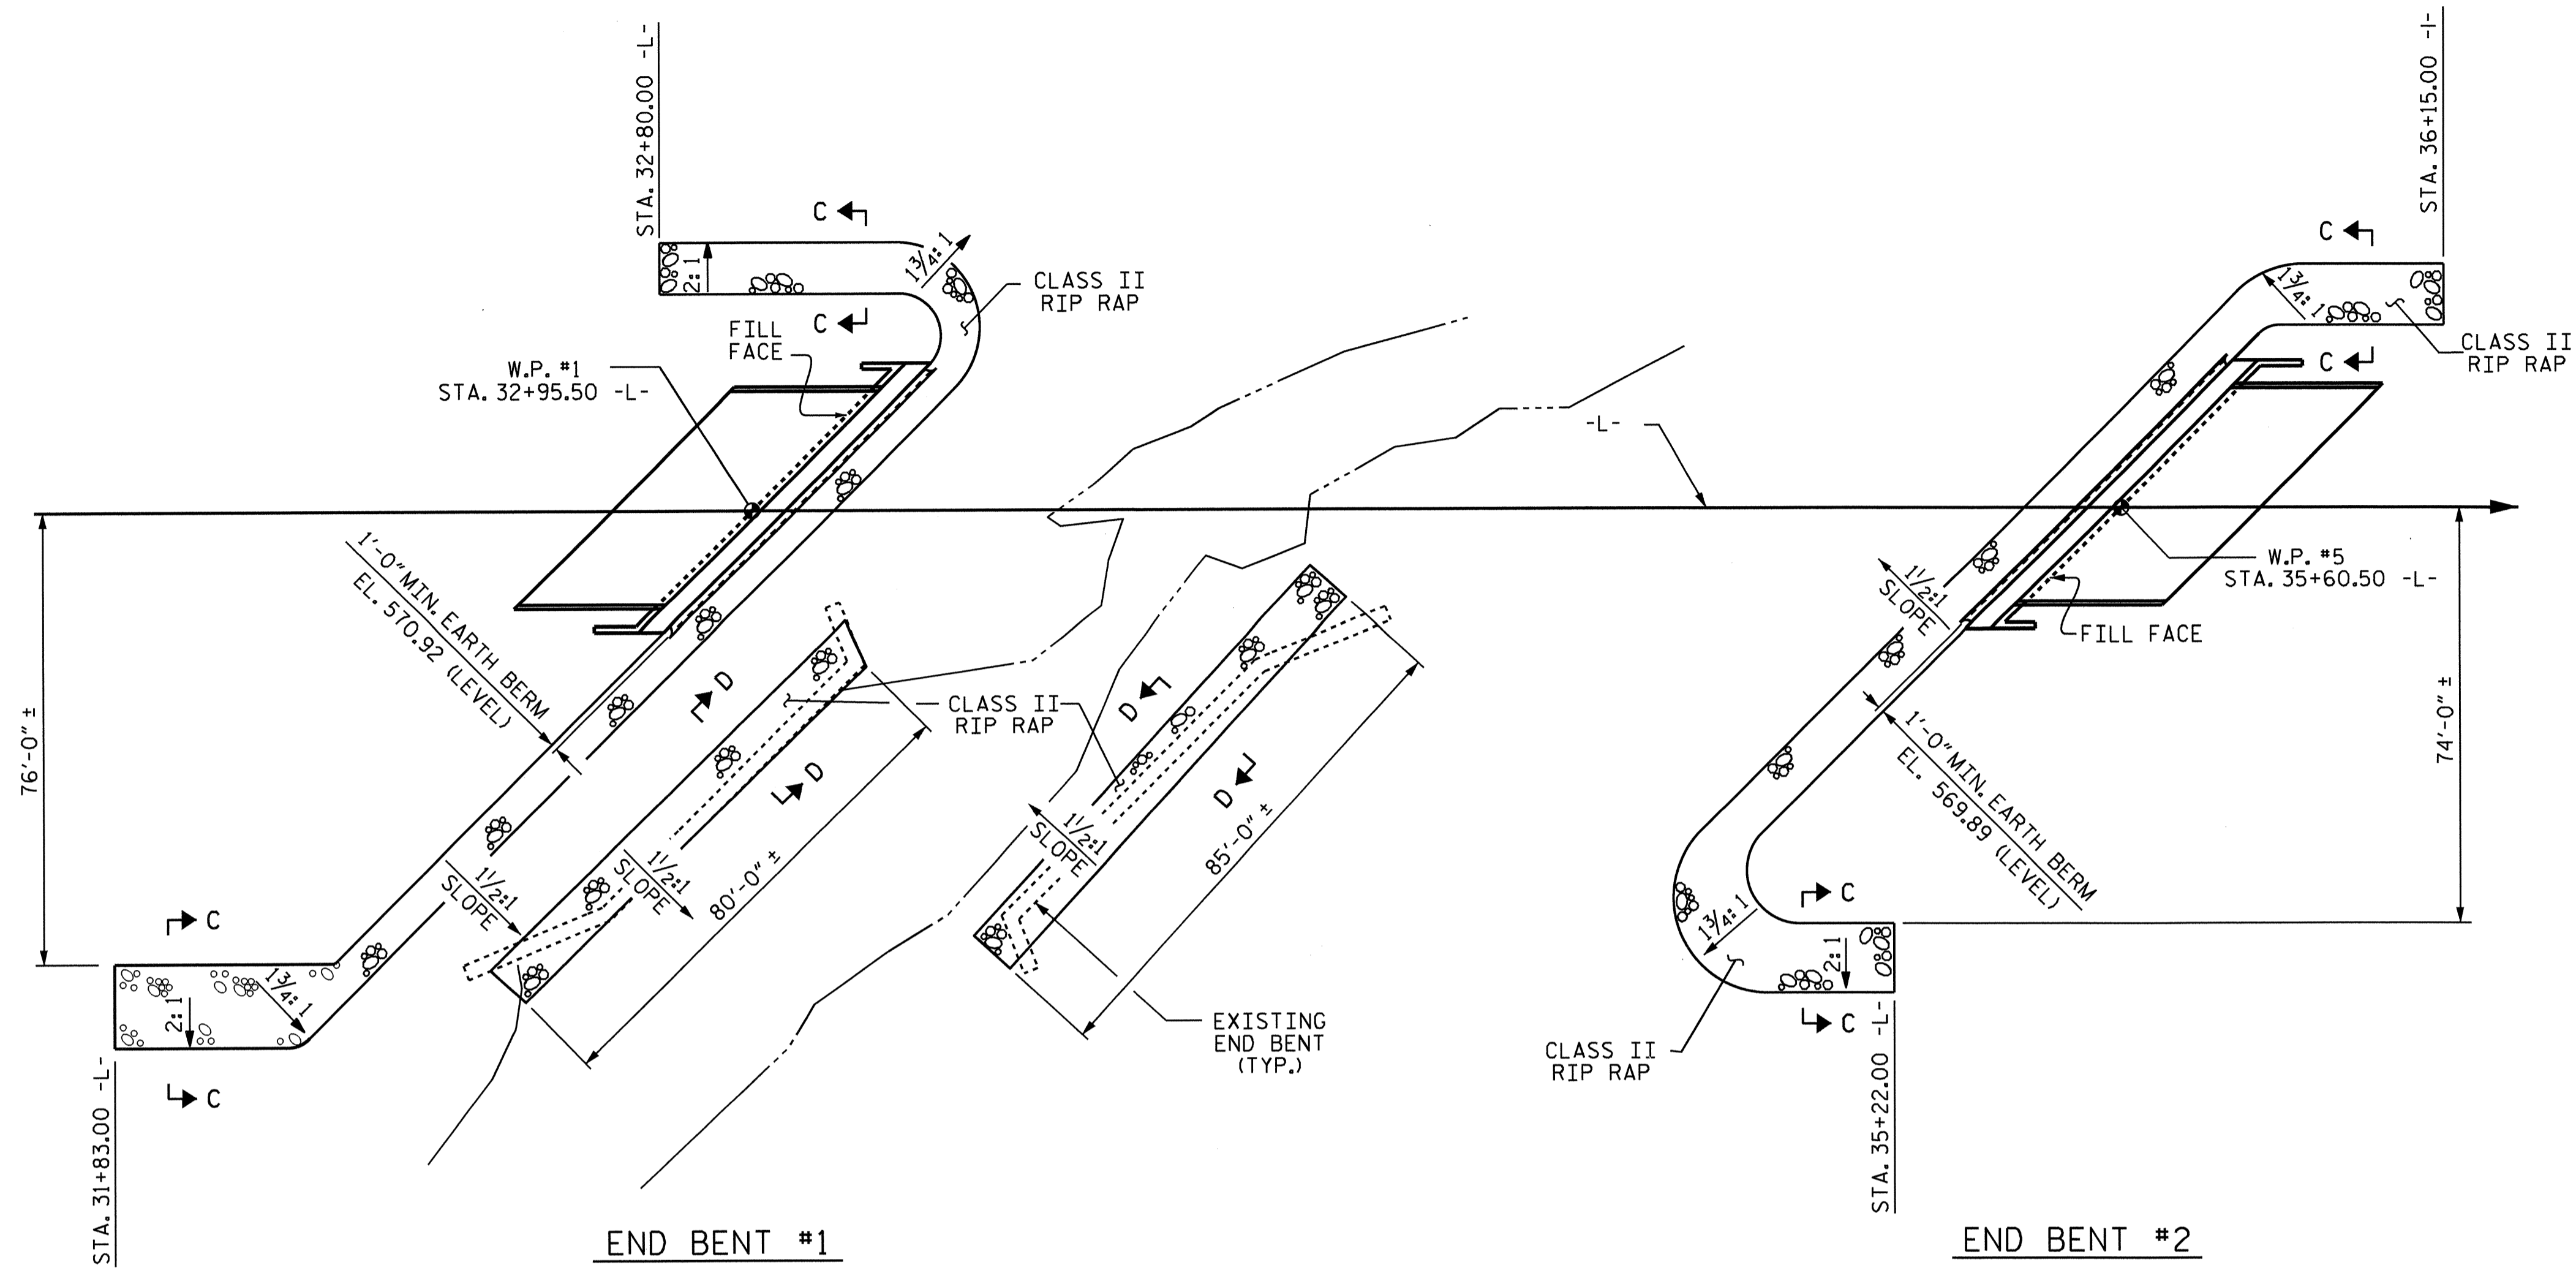 STA. 32+80.00 -L-
STA. 36+15.00 -L-
C
C
2:1
1¾:1
CLASS II
RIP RAP
C
C
1¾:1
CLASS II
RIP RAP
FILL
FACE
W.P. #1
STA. 32+95.50 -L-
-L-
W.P. #5
STA. 35+60.50 -L-
FILL FACE
1½:1
SLOPE
1'-0" MIN. EARTH BERM
EL. 570.92 (LEVEL)
76'-0" ±
74'-0" ±
D
D
CLASS II
RIP RAP
D
D
1'-0" MIN. EARTH BERM
EL. 569.89 (LEVEL)
1½:1
SLOPE
1½:1
SLOPE
80'-0" ±
1½:1
SLOPE
85'-0" ±
C
C
1¾:1
2:1
EXISTING
END BENT
(TYP.)
C
C
1¾:1
2:1
CLASS II
RIP RAP
STA. 31+83.00 -L-
STA. 35+22.00 -L-
END BENT #1
END BENT #2